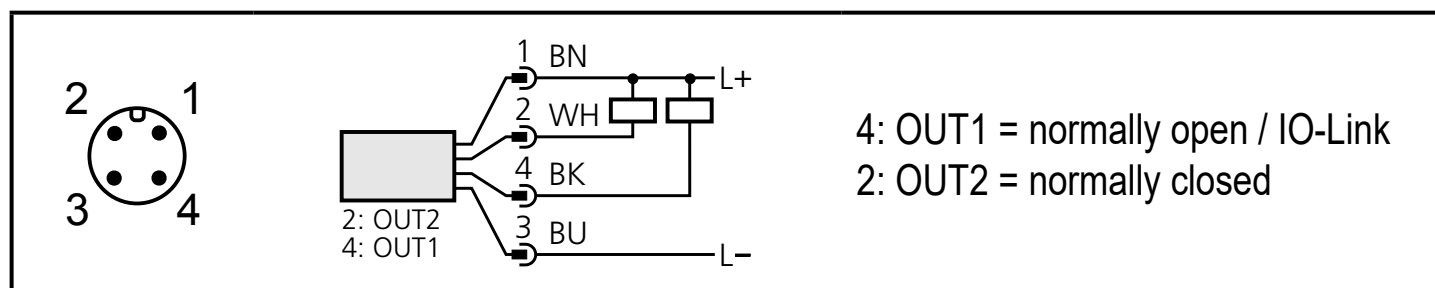 2 1
3 4
1 BN
L+
2 WH
4 BK
2: OUT2
4: OUT1
3 BU
L–
4: OUT1 = normally open / IO-Link
2: OUT2 = normally closed